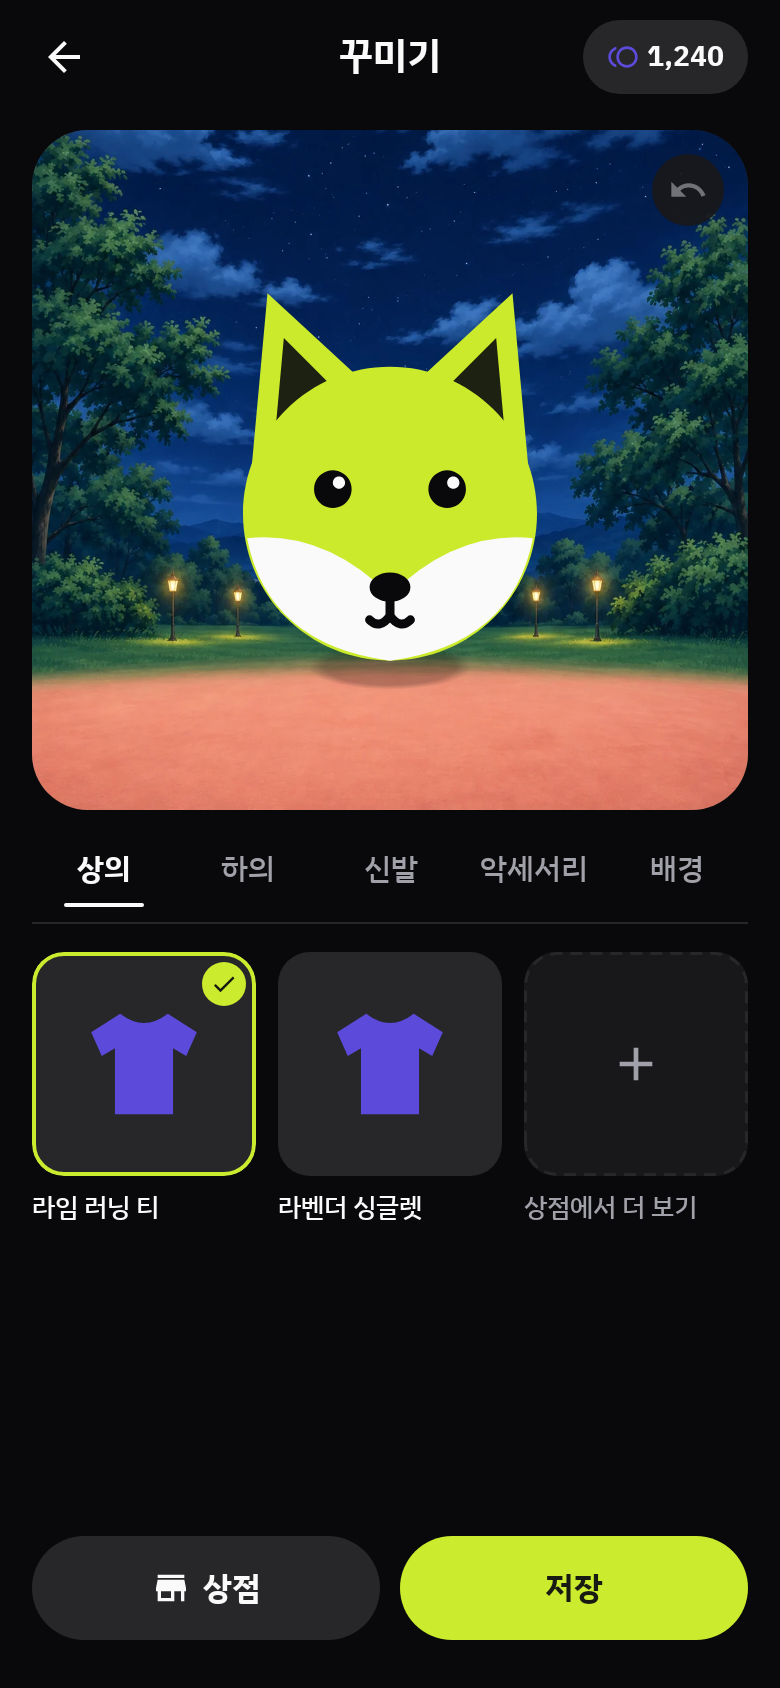 꾸미기
1,240
상의
하의
신발
악세서리
배경
라임 러닝 티
라벤더 싱글렛
상점에서 더 보기
상점
저장